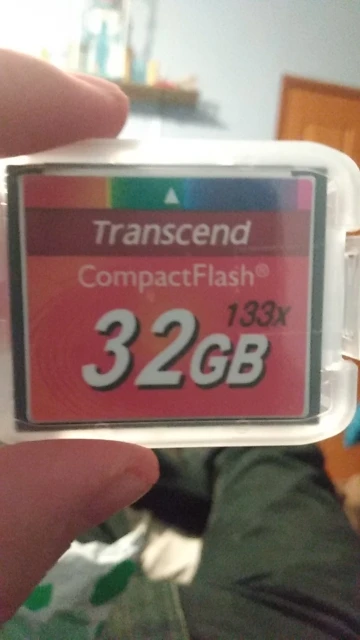 Transcend
CompactFlash®
133x
32GB